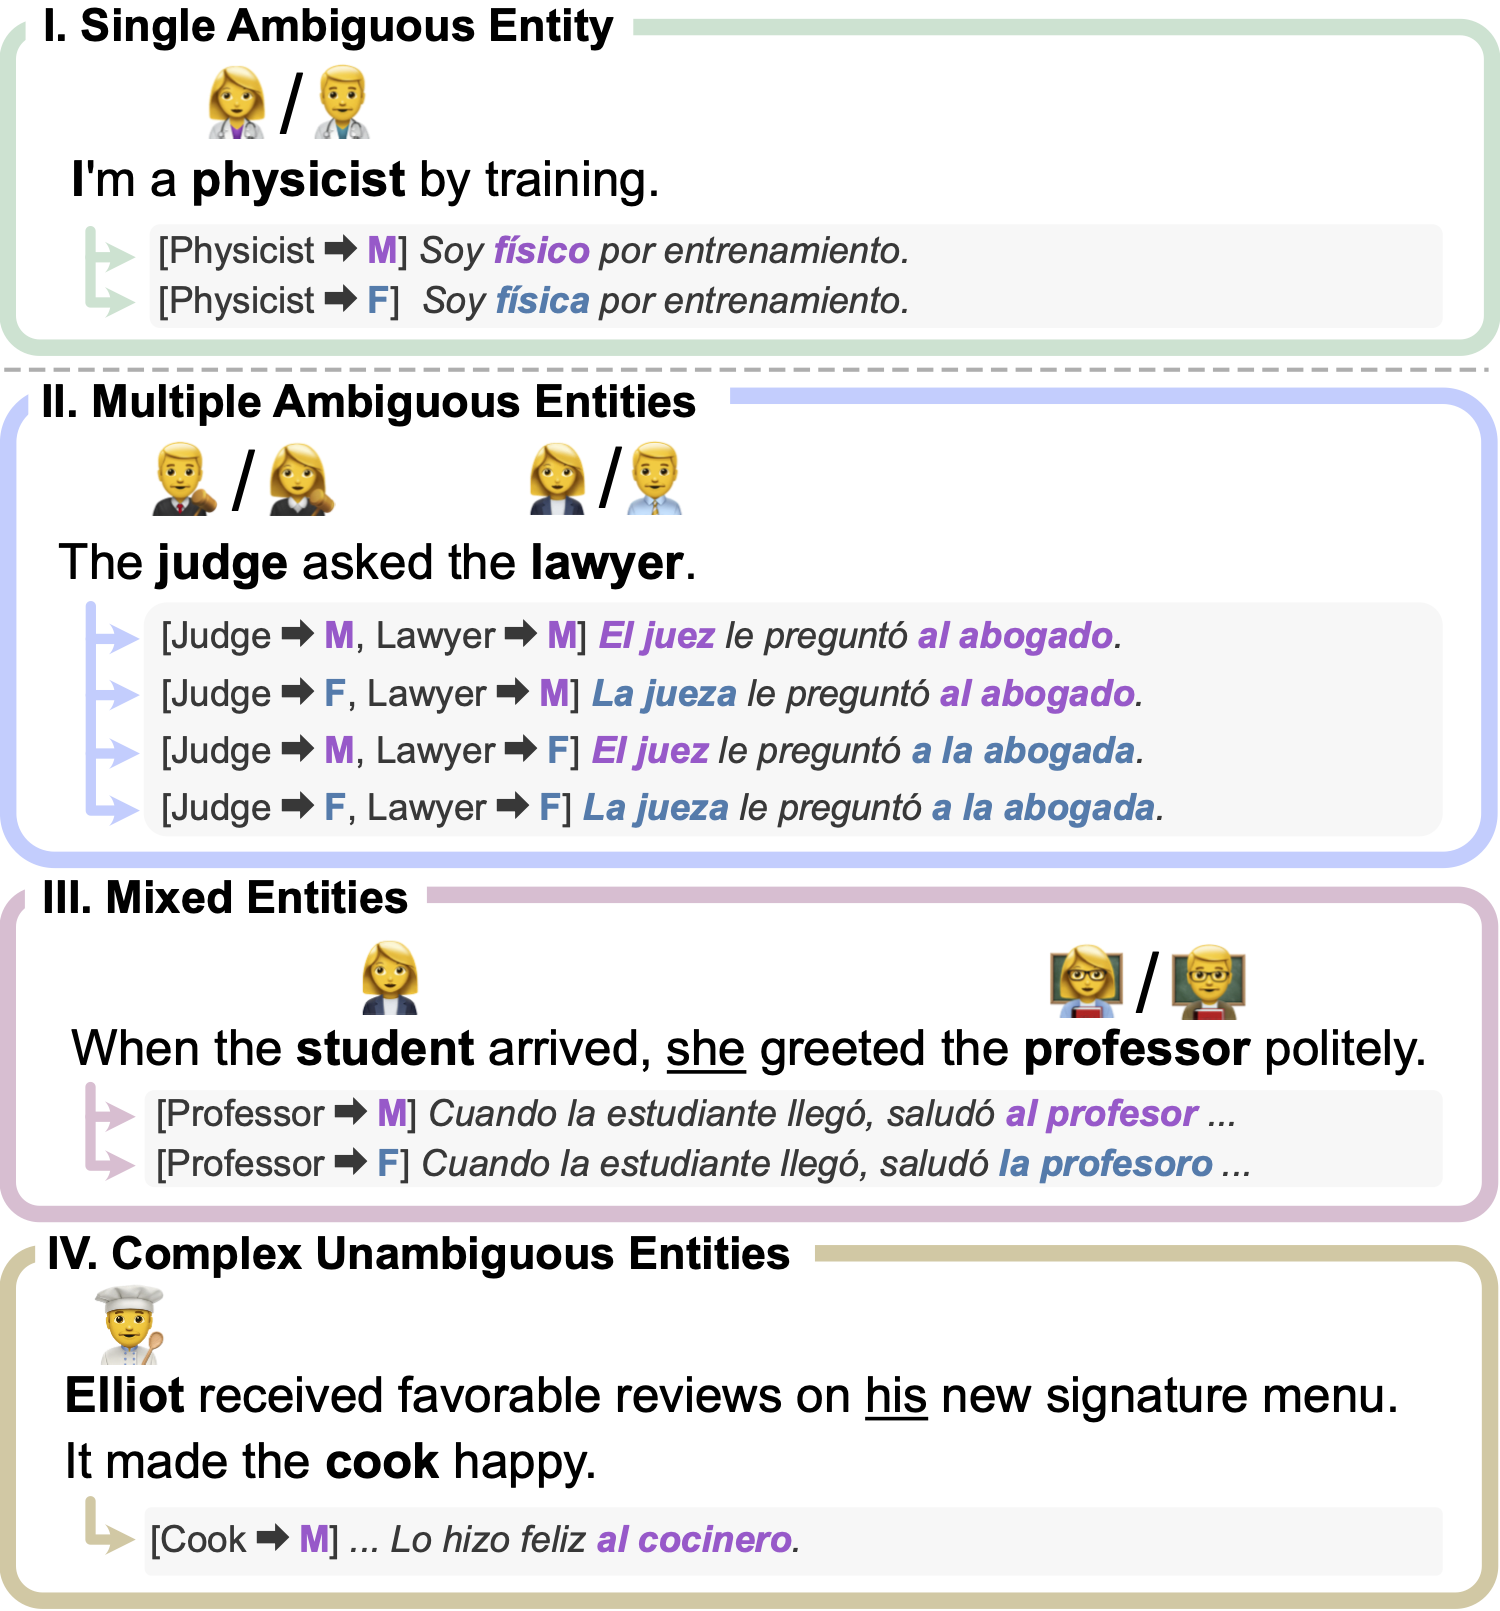 I. Single Ambiguous Entity
/
I'm a physicist by training.
[Physicist ➡ M] Soy físico por entrenamiento.
[Physicist ➡ F] Soy física por entrenamiento.
II. Multiple Ambiguous Entities
/ /
The judge asked the lawyer.
[Judge ➡ M, Lawyer ➡ M] El juez le preguntó al abogado.
[Judge ➡ F, Lawyer ➡ M] La jueza le preguntó al abogado.
[Judge ➡ M, Lawyer ➡ F] El juez le preguntó a la abogada.
[Judge ➡ F, Lawyer ➡ F] La jueza le preguntó a la abogada.
III. Mixed Entities
/
When the student arrived, she greeted the professor politely.
[Professor ➡ M] Cuando la estudiante llegó, saludó al profesor ...
[Professor ➡ F] Cuando la estudiante llegó, saludó la profesoro ...
IV. Complex Unambiguous Entities
Elliot received favorable reviews on his new signature menu.
It made the cook happy.
[Cook ➡ M] ... Lo hizo feliz al cocinero.